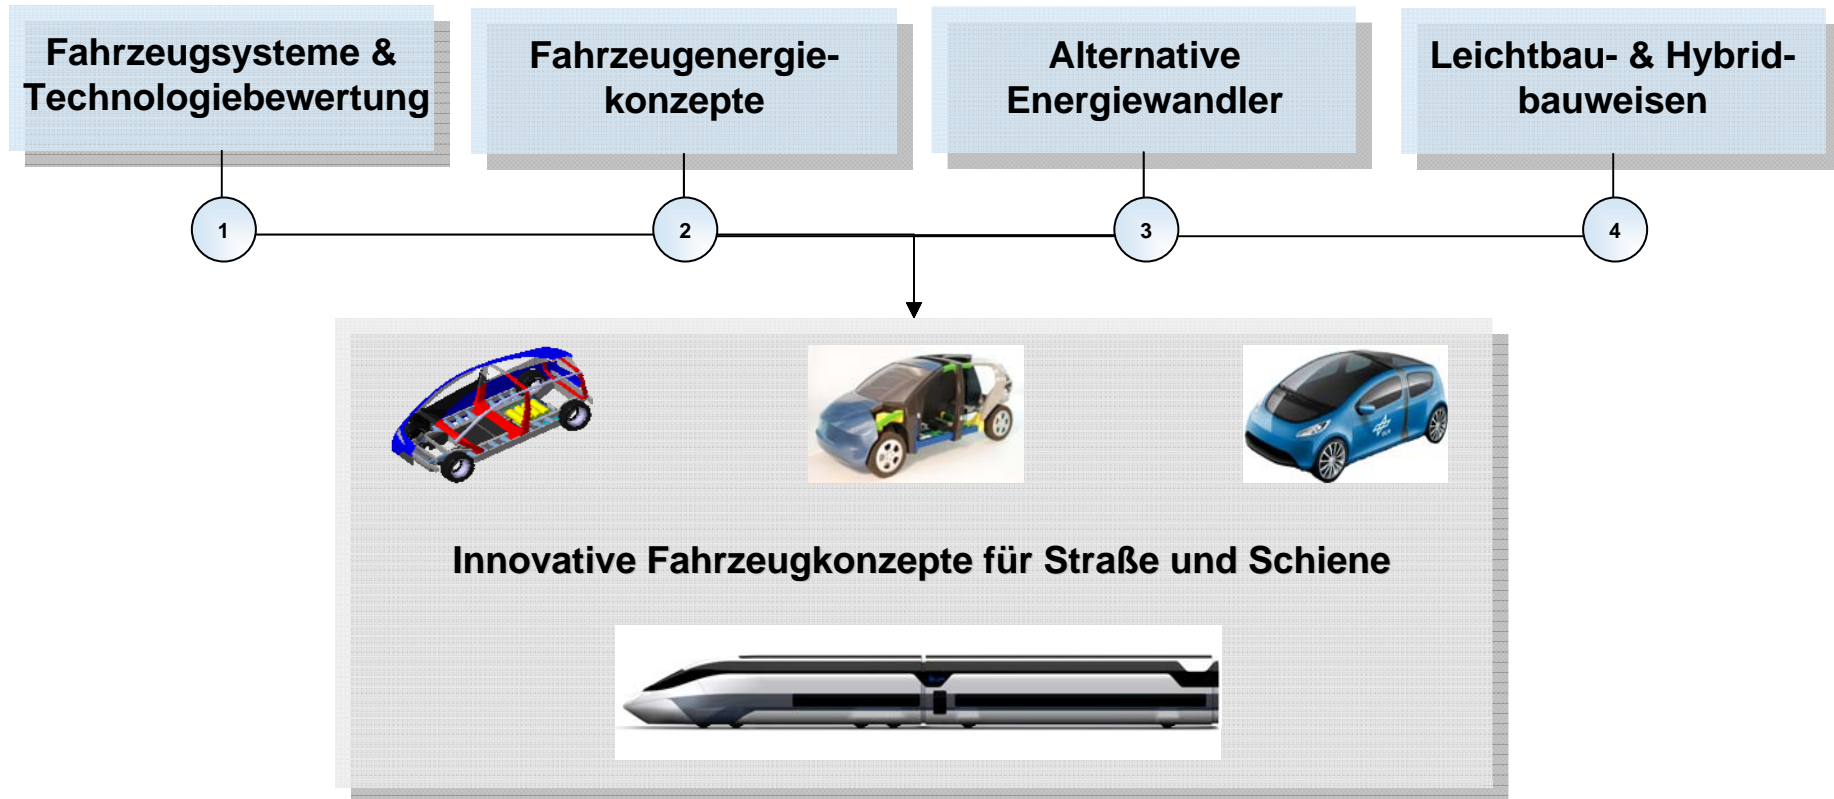 Fahrzeugsysteme &
Technologiebewertung
Fahrzeugenergie-
konzepte
Alternative
Energiewandler
Leichtbau- & Hybrid-
bauweisen
1
2
3
4
DLR
Innovative Fahrzeugkonzepte für Straße und Schiene